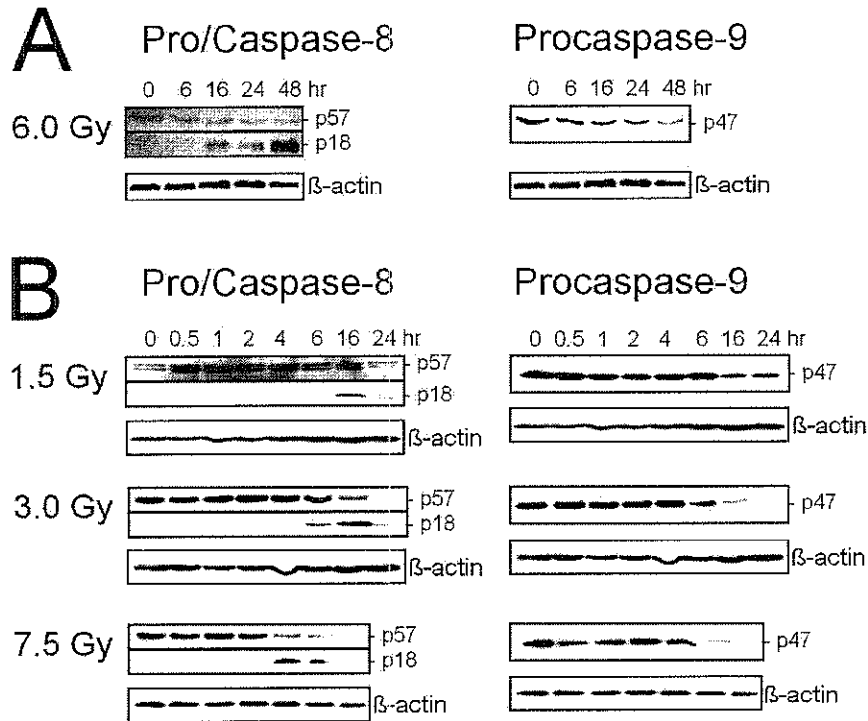 A
Pro/Caspase-8
Procaspase-9
0 6 16 24 48 hr
0 6 16 24 48 hr
6.0 Gy
p57
p18
p47
ß-actin
ß-actin
B
Pro/Caspase-8
Procaspase-9
0 0.5 1 2 4 6 16 24 hr
0 0.5 1 2 4 6 16 24 hr
1.5 Gy
p57
p18
p47
ß-actin
ß-actin
3.0 Gy
p57
p18
p47
ß-actin
ß-actin
7.5 Gy
p57
p18
p47
ß-actin
ß-actin